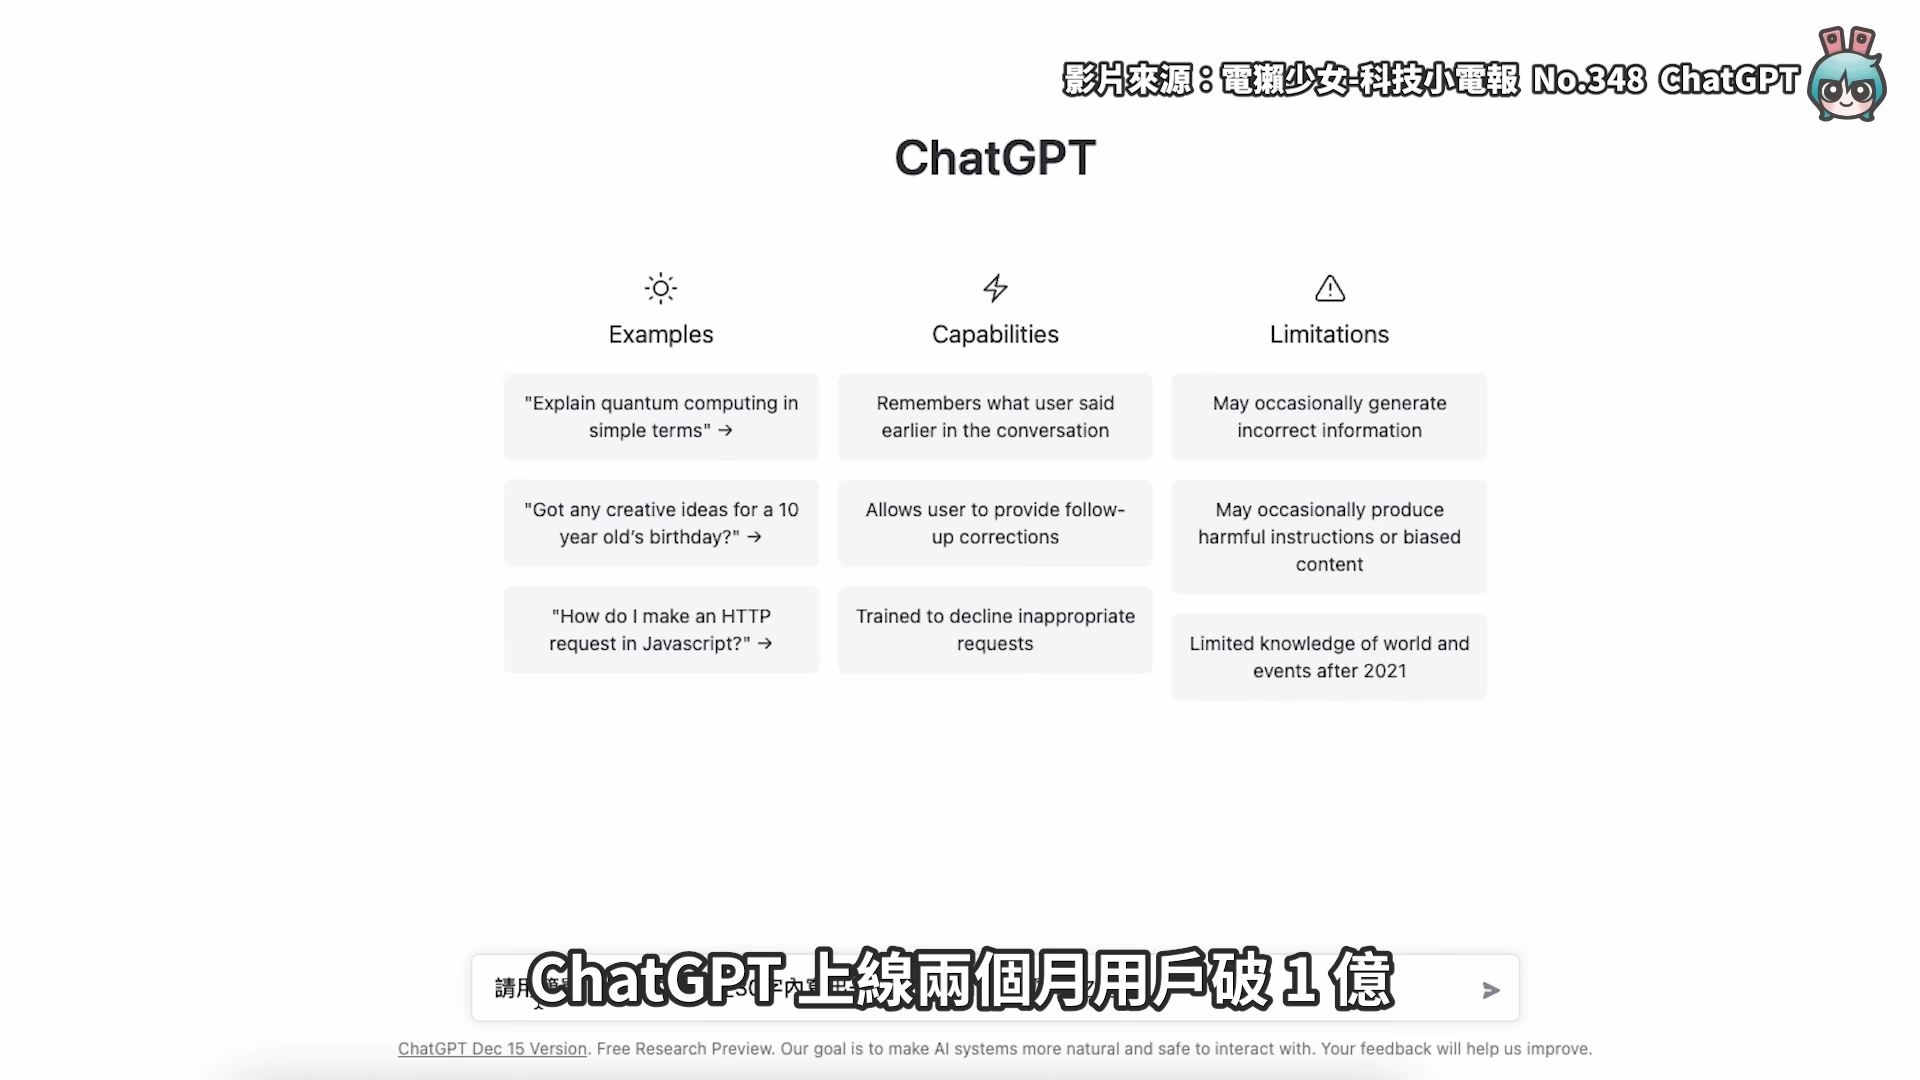 影片來源：電獺少女-科技小電報 No.348 ChatGPT
ChatGPT
Examples
Capabilities
Limitations
"Explain quantum computing in
simple terms" →
Remembers what user said
earlier in the conversation
May occasionally generate
incorrect information
"Got any creative ideas for a 10
year old's birthday?" →
Allows user to provide follow-
up corrections
May occasionally produce
harmful instructions or biased
content
"How do I make an HTTP
request in Javascript?" →
Trained to decline inappropriate
requests
Limited knowledge of world and
events after 2021
ChatGPT 上線兩個月用戶破 1 億
請用
ChatGPT Dec 15 Version. Free Research Preview. Our goal is to make AI systems more natural and safe to interact with. Your feedback will help us improve.